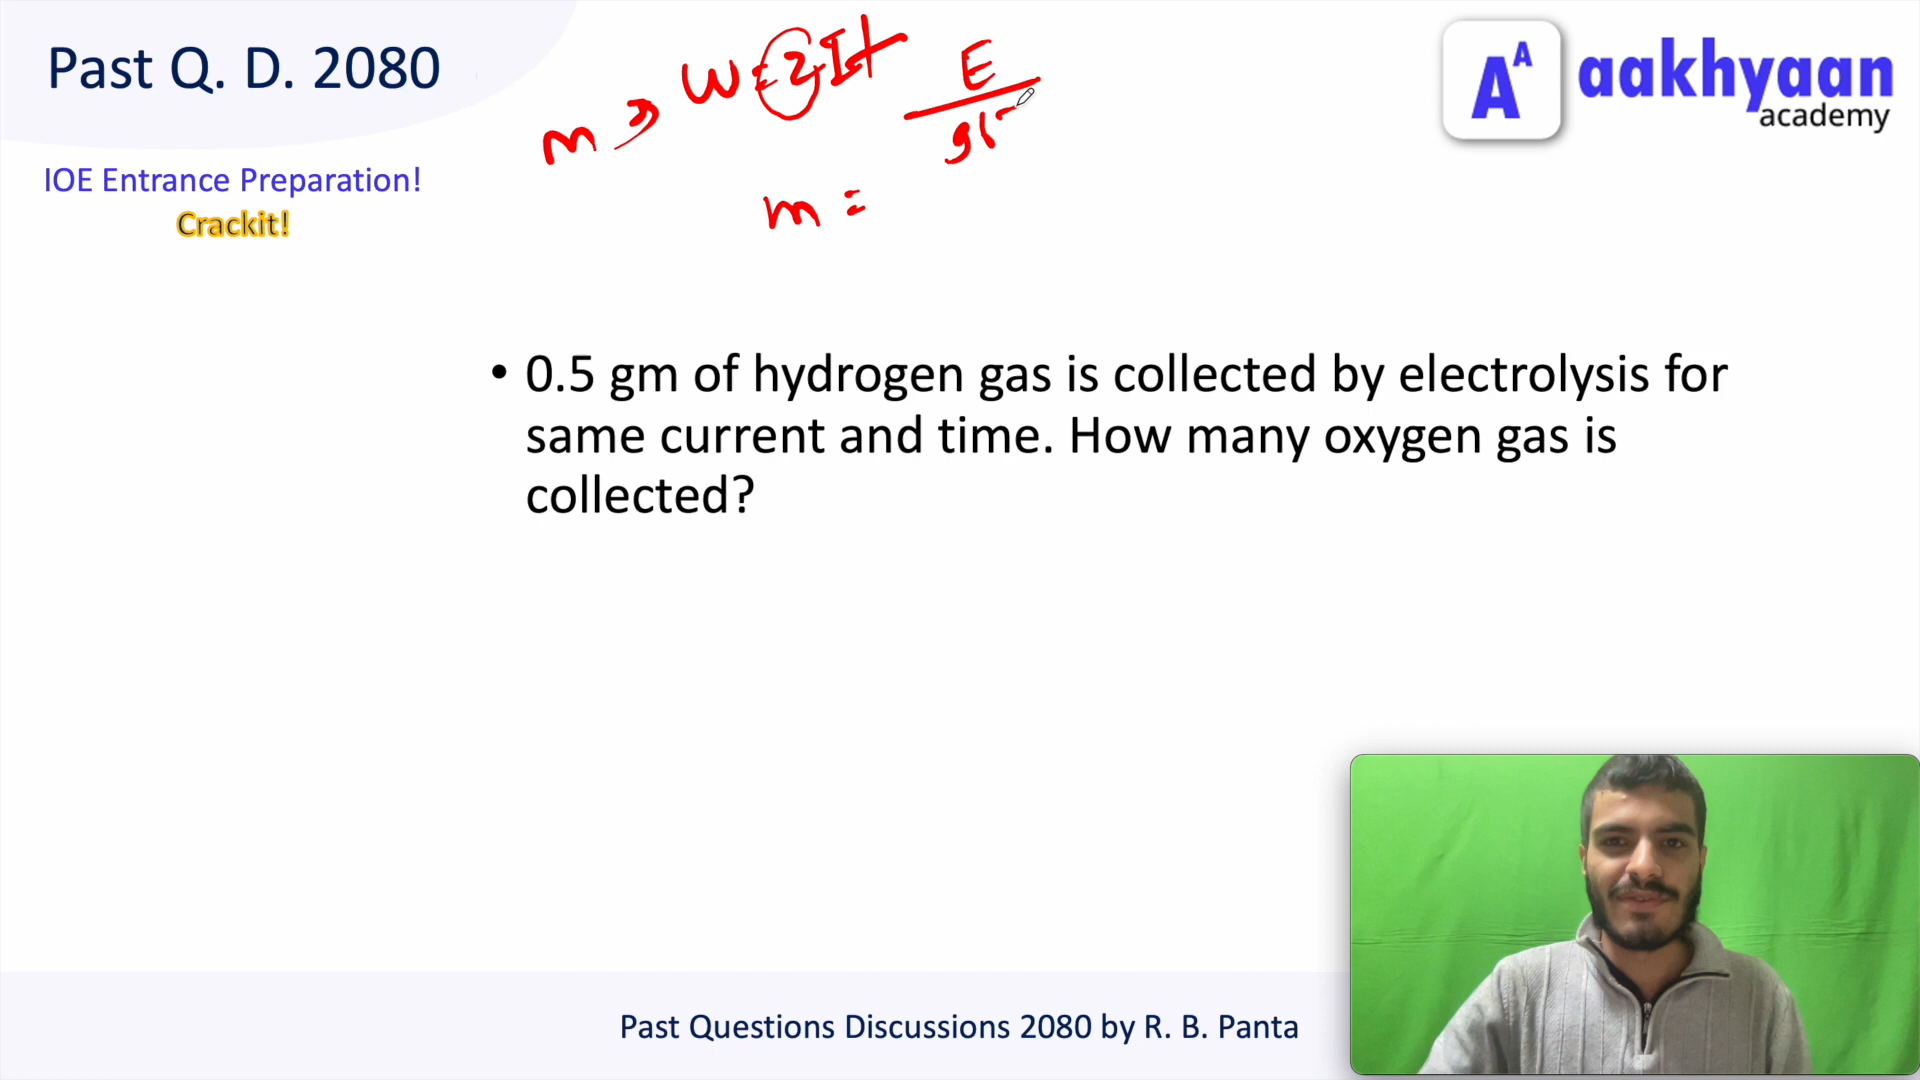 Past Q. D. 2080
IOE Entrance Preparation!
Crackit!
m → W = ZIt
E
m =
AA aakhyaan
academy
• 0.5 gm of hydrogen gas is collected by electrolysis for
same current and time. How many oxygen gas is
collected?
Past Questions Discussions 2080 by R. B. Panta